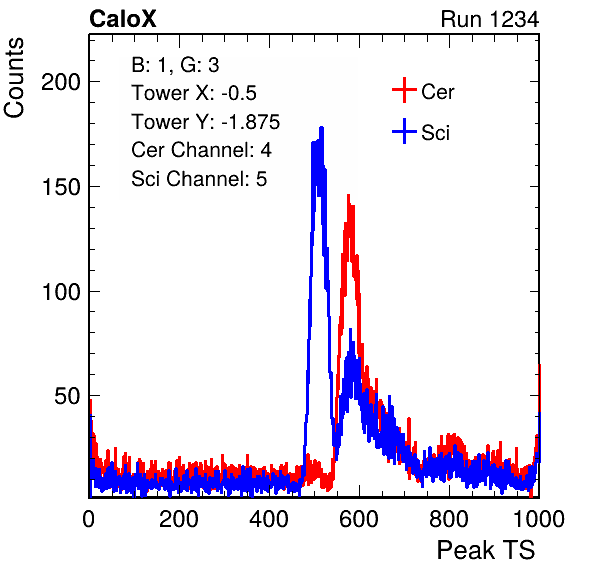 CaloX Run 1234
B: 1, G: 3
Tower X: -0.5
Tower Y: -1.875
Cer Channel: 4
Sci Channel: 5
Cer
Sci
Counts
200
150
100
50
0 200 400 600 800 1000
Peak TS